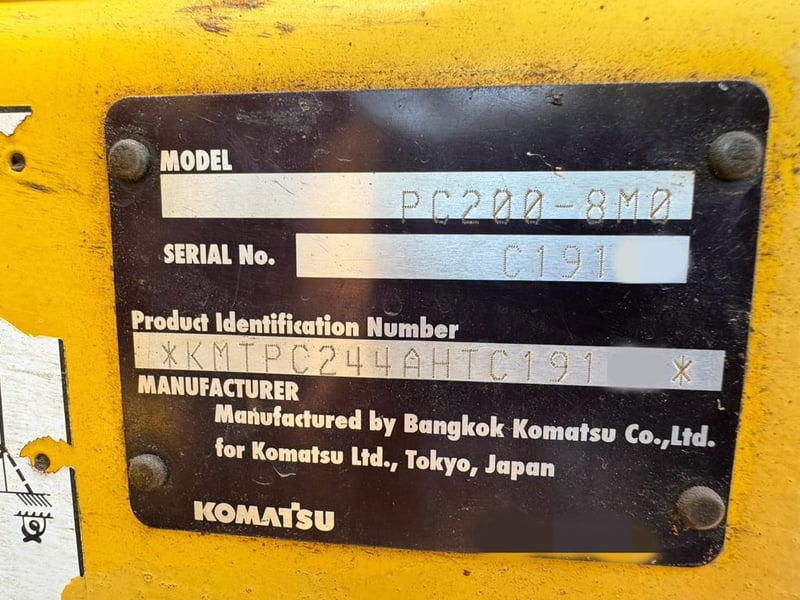 MODEL
PC200-8M0
SERIAL No.
C191
Product Identification Number
*KMTPC244AHTC191 *
MANUFACTURER
Manufactured by Bangkok Komatsu Co.,Ltd.
for Komatsu Ltd., Tokyo, Japan
KOMATSU